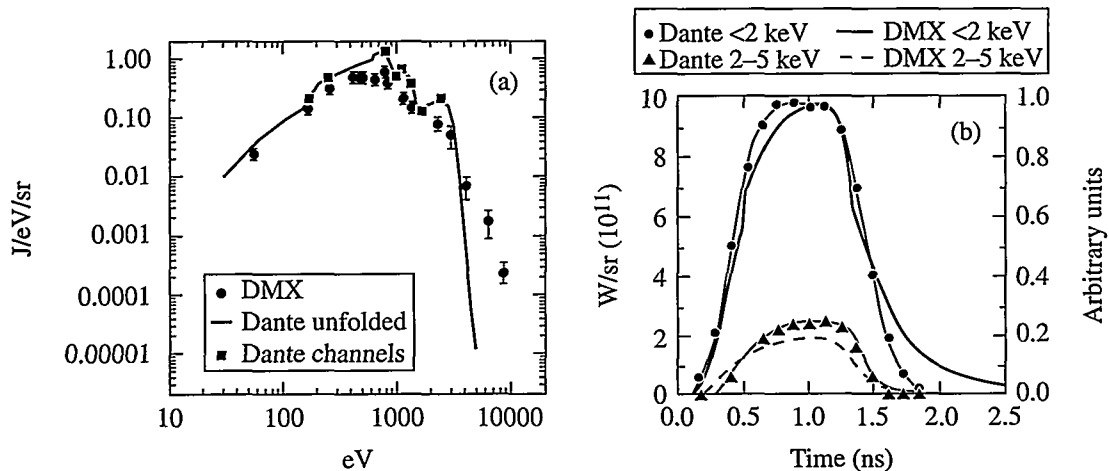 Dante <2 keV
DMX <2 keV
Dante 2–5 keV
DMX 2–5 keV
(a)
1.00
0.10
0.01
0.001
0.0001
0.00001
J/eV/sr
DMX
Dante unfolded
Dante channels
10
100
1000
10000
eV
(b)
10
8
6
4
2
0
W/sr (10¹¹)
1.0
0.8
0.6
0.4
0.2
0.0
Arbitrary units
0.0
0.5
1.0
1.5
2.0
2.5
Time (ns)